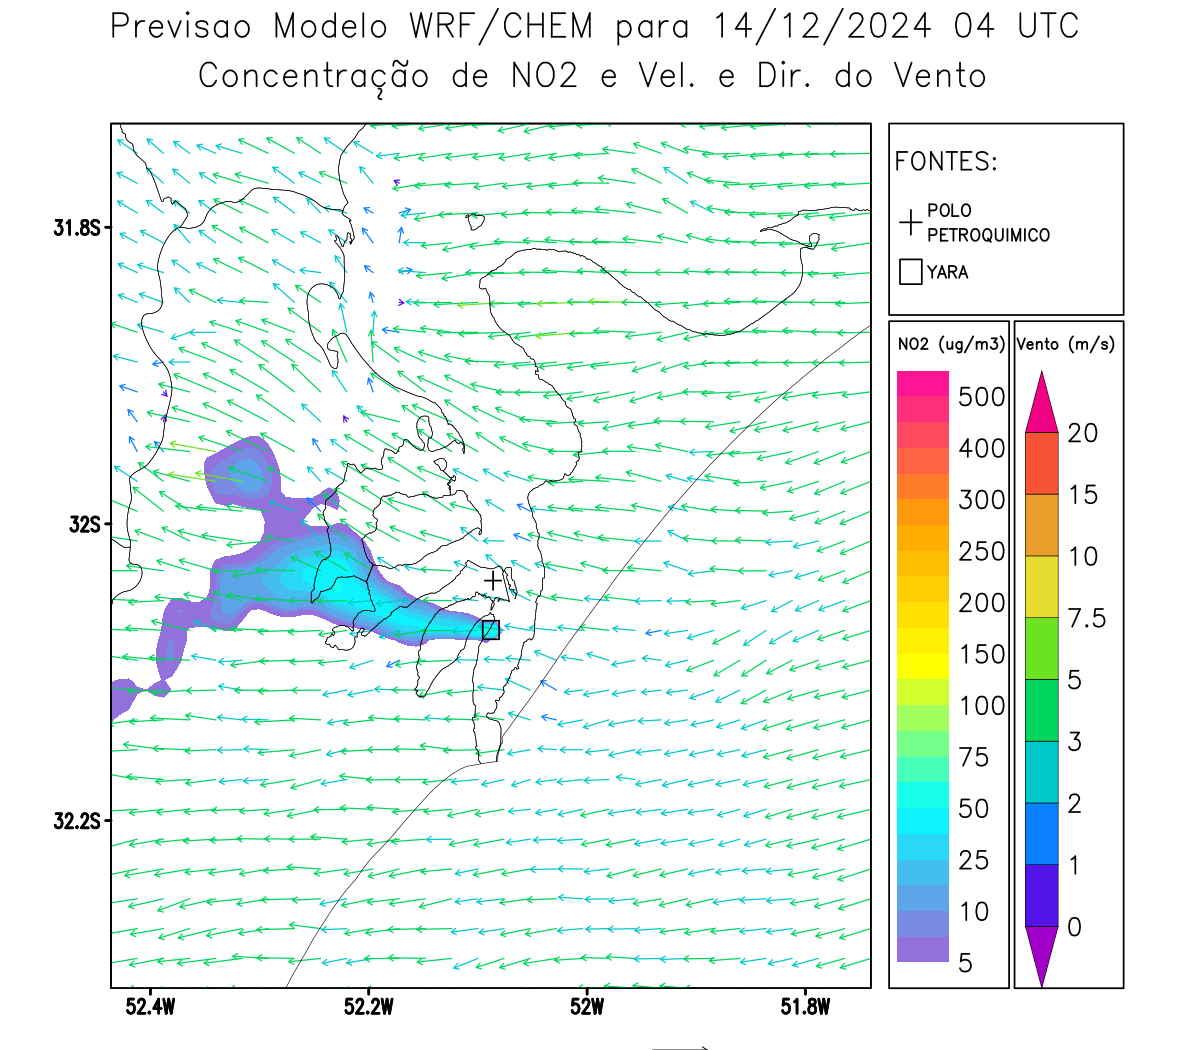 Previsao Modelo WRF/CHEM para 14/12/2024 04 UTC
Concentração de NO2 e Vel. e Dir. do Vento
FONTES:
POLO
PETROQUIMICO
YARA
NO2 (ug/m3)
500
400
300
250
200
150
100
75
50
25
10
5
Vento (m/s)
20
15
10
7.5
5
3
2
1
0
31.8S
32S
32.2S
52.4W
52.2W
52W
51.8W